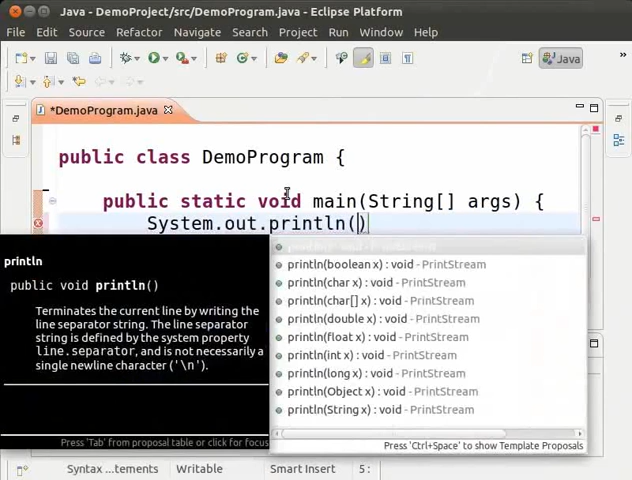 Java - DemoProject/src/DemoProgram.java - Eclipse Platform
File Edit Source Refactor Navigate Search Project Run Window Help
Java
»
*DemoProgram.java
public class DemoProgram {
public static void main(String[] args) {
System.out.println()
println
public void println()
Terminates the current line by writing the
line separator string. The line separator
string is defined by the system property
line.separator, and is not necessarily a
single newline character ('\n').
Press 'Tab' from proposal table or click for focus
println(boolean x) : void - PrintStream
println(char x) : void - PrintStream
println(char[] x) : void - PrintStream
println(double x) : void - PrintStream
println(float x) : void - PrintStream
println(int x) : void - PrintStream
println(long x) : void - PrintStream
println(Object x) : void - PrintStream
println(String x) : void - PrintStream
Press 'Ctrl+Space' to show Template Proposals
Syntax ...tements Writable Smart Insert 5 :